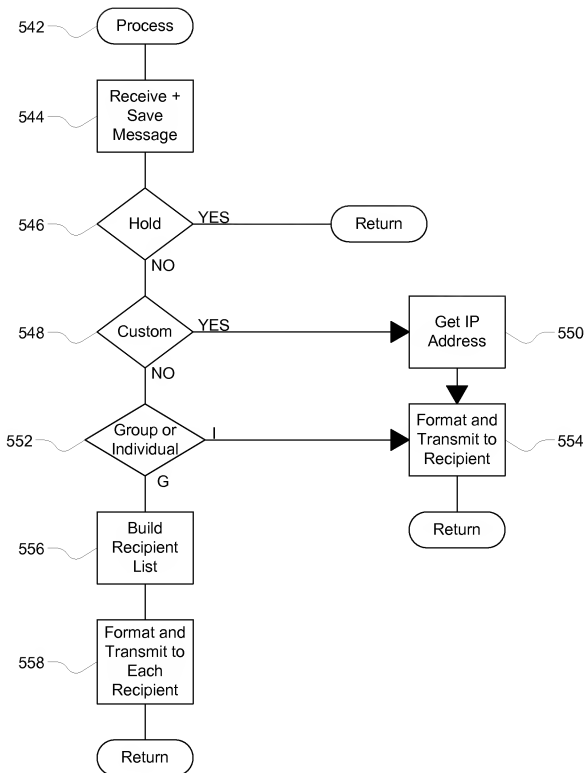 542
Process
544
Receive +
Save
Message
546
Hold
YES
Return
NO
548
Custom
YES
Get IP
Address
550
NO
552
Group or
Individual
I
Format and
Transmit to
Recipient
554
G
Return
556
Build
Recipient
List
558
Format and
Transmit to
Each
Recipient
Return